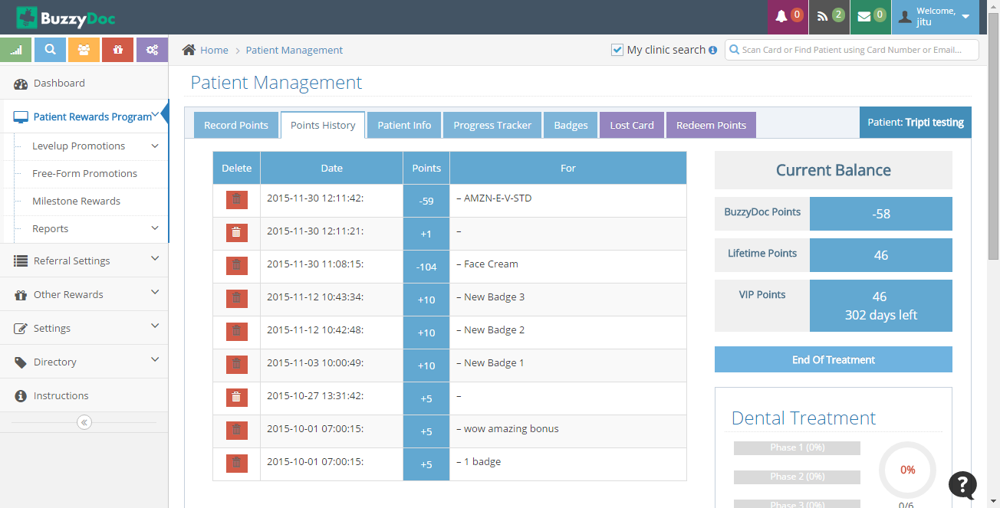 BuzzyDoc
0
2
0
Welcome,
jitu
Home
Patient Management
My clinic search
Scan Card or Find Patient using Card Number or Email...
Dashboard
Patient Rewards Program
Levelup Promotions
Free-Form Promotions
Milestone Rewards
Reports
Referral Settings
Other Rewards
Settings
Directory
Instructions
Patient Management
Record Points Points History Patient Info Progress Tracker Badges Lost Card Redeem Points
Patient: Tripti testing
Delete Date Points For
2015-11-30 12:11:42: -59 – AMZN-E-V-STD
2015-11-30 12:11:21: +1 –
2015-11-30 11:08:15: -104 – Face Cream
2015-11-12 10:43:34: +10 – New Badge 3
2015-11-12 10:42:48: +10 – New Badge 2
2015-11-03 10:00:49: +10 – New Badge 1
2015-10-27 13:31:42: +5 –
2015-10-01 07:00:15: +5 – wow amazing bonus
2015-10-01 07:00:15: +5 – 1 badge
Current Balance
BuzzyDoc Points -58
Lifetime Points 46
VIP Points 46
302 days left
End Of Treatment
Dental Treatment
Phase 1 (0%)
Phase 2 (0%)
Phase 3 (0%)
0%
0/6
?